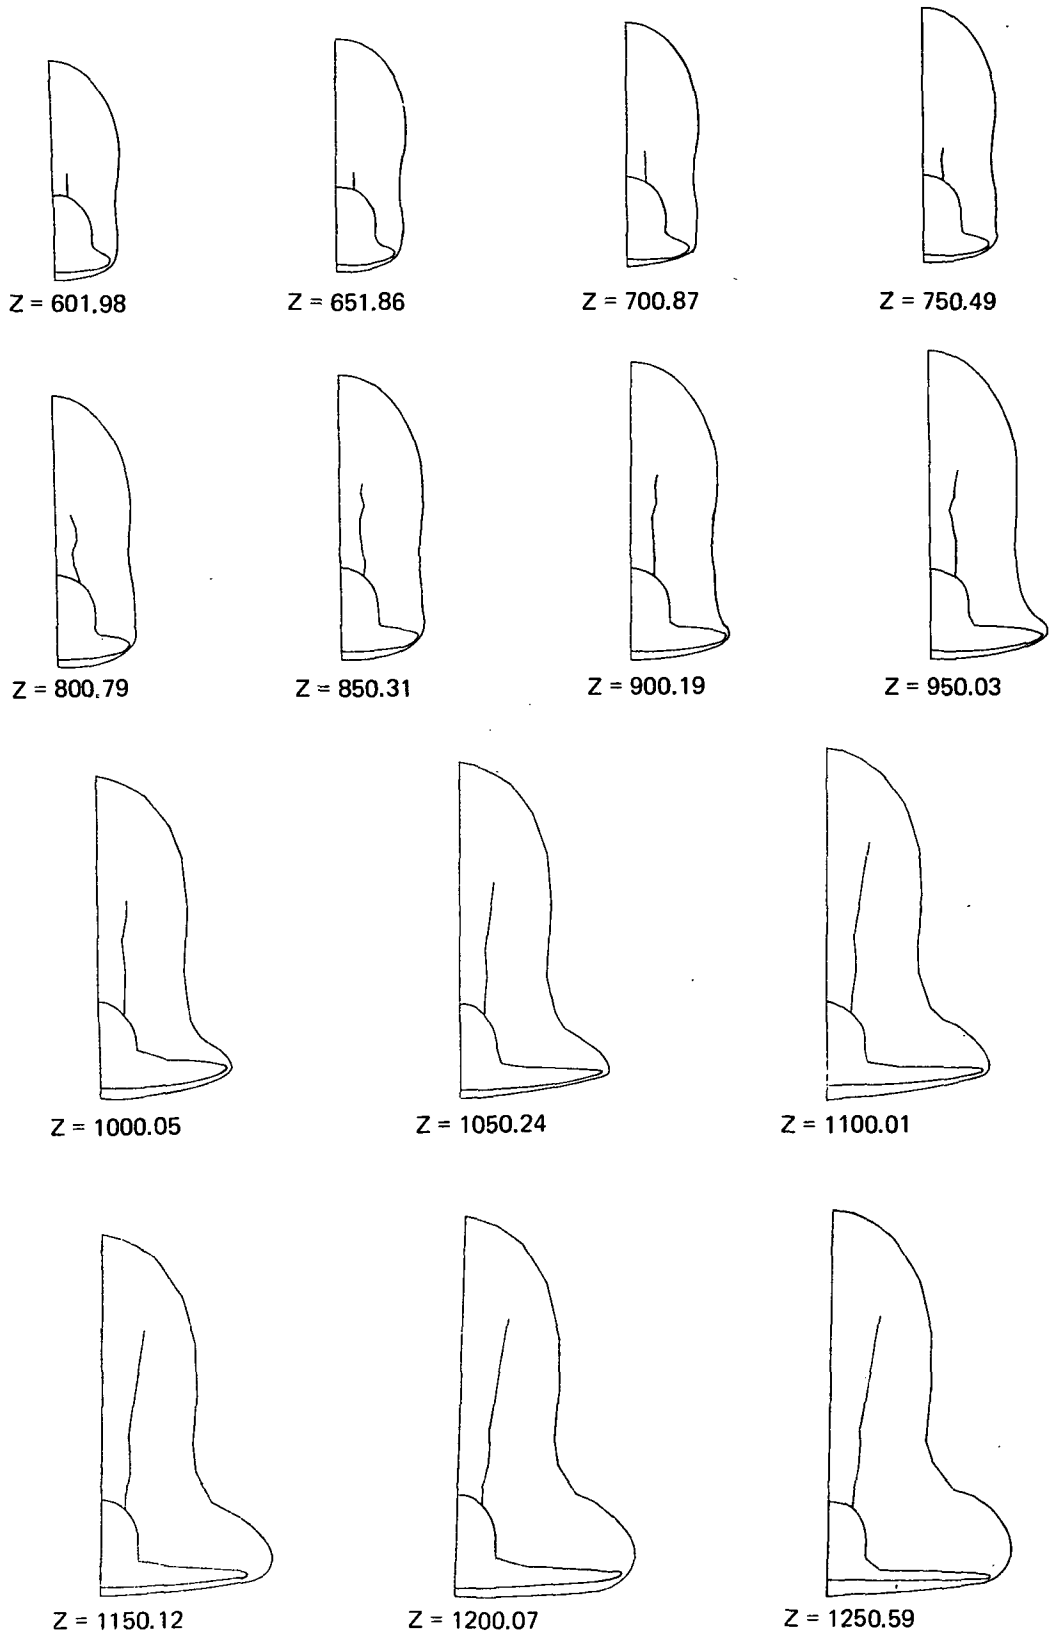 Z = 601.98
Z = 651.86
Z = 700.87
Z = 750.49
Z = 800.79
Z = 850.31
Z = 900.19
Z = 950.03
Z = 1000.05
Z = 1050.24
Z = 1100.01
Z = 1150.12
Z = 1200.07
Z = 1250.59